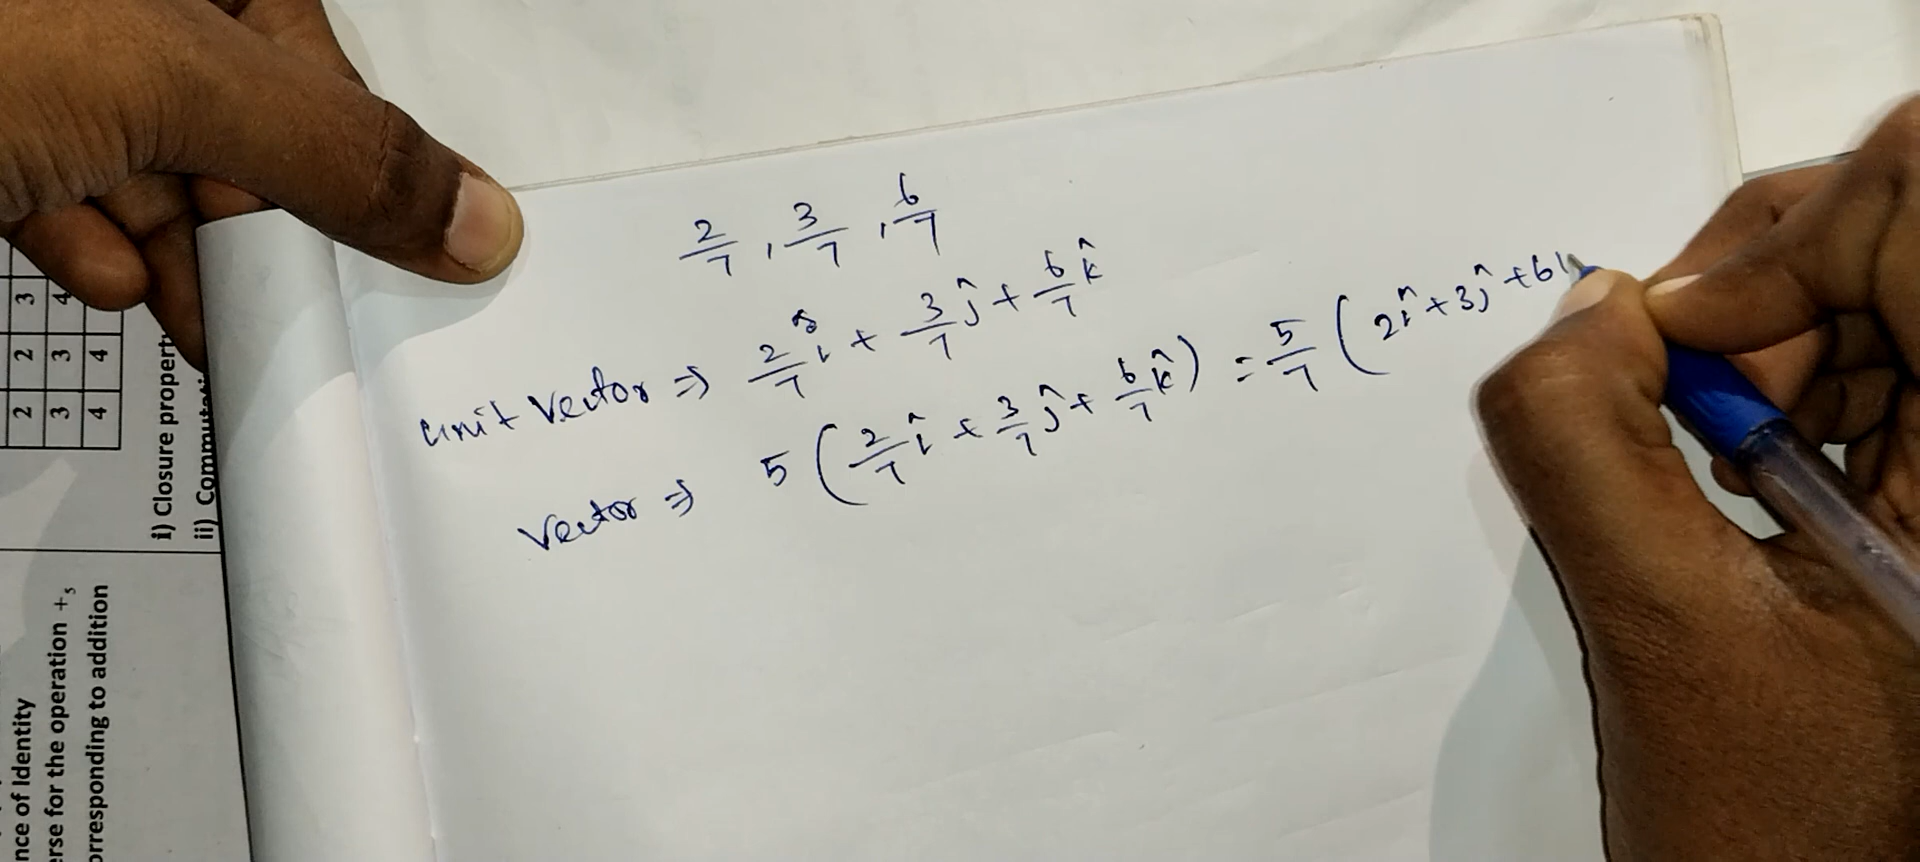 2/7, 3/7, 6/7
unit vector ⇒ 2/7 î + 3/7 ĵ + 6/7 k̂
vector ⇒ 5 ( 2/7 î + 3/7 ĵ + 6/7 k̂ ) = 5/7 ( 2î + 3ĵ + 6
3 4
2 3 4
2 3 4
i) Closure
ii)
nce of Identity
erse for the operation +₅
orresponding to addition